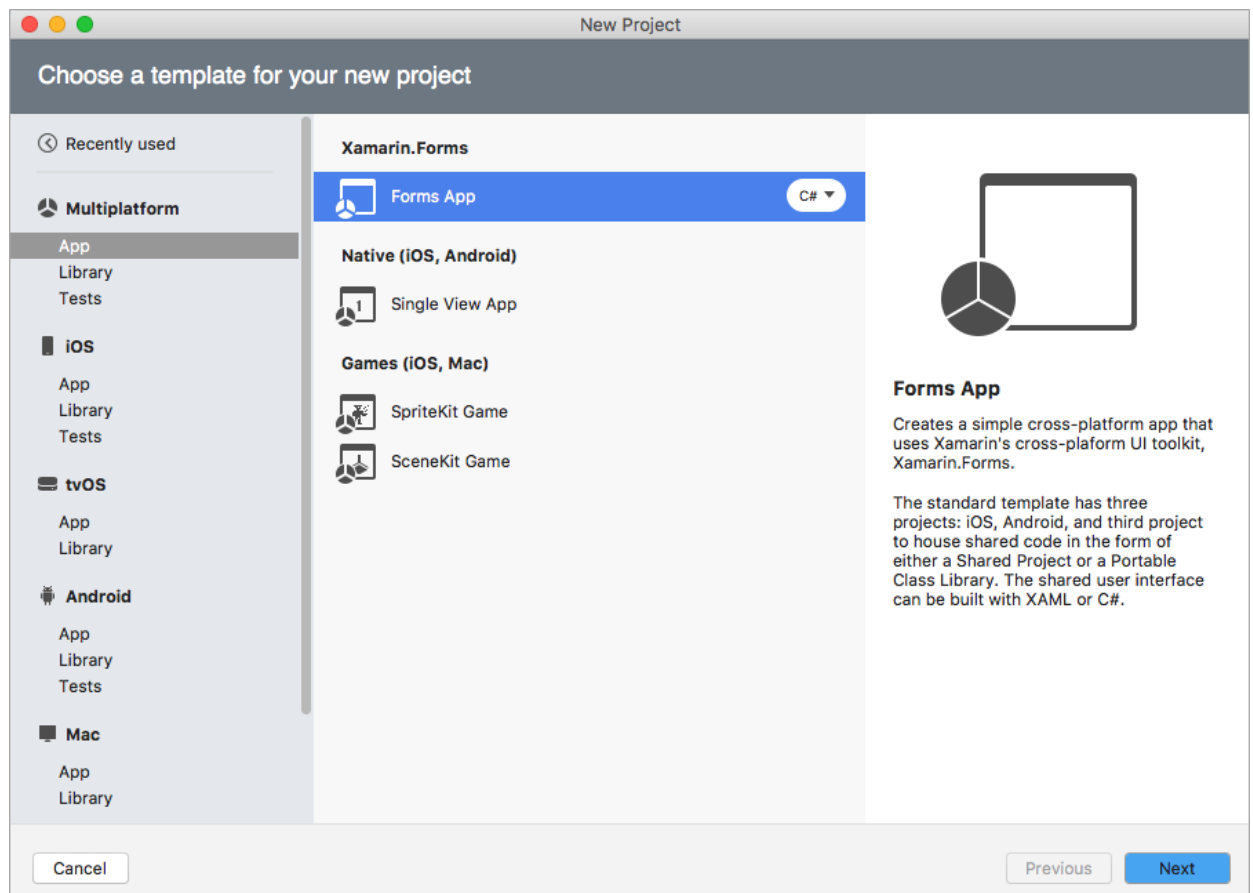 New Project
Choose a template for your new project
Recently used
Multiplatform
App
Library
Tests
iOS
App
Library
Tests
tvOS
App
Library
Android
App
Library
Tests
Mac
App
Library
Xamarin.Forms
Forms App
C#
Native (iOS, Android)
1
Single View App
Games (iOS, Mac)
SpriteKit Game
SceneKit Game
Forms App
Creates a simple cross-platform app that
uses Xamarin's cross-plaform UI toolkit,
Xamarin.Forms.
The standard template has three
projects: iOS, Android, and third project
to house shared code in the form of
either a Shared Project or a Portable
Class Library. The shared user interface
can be built with XAML or C#.
Cancel
Previous
Next